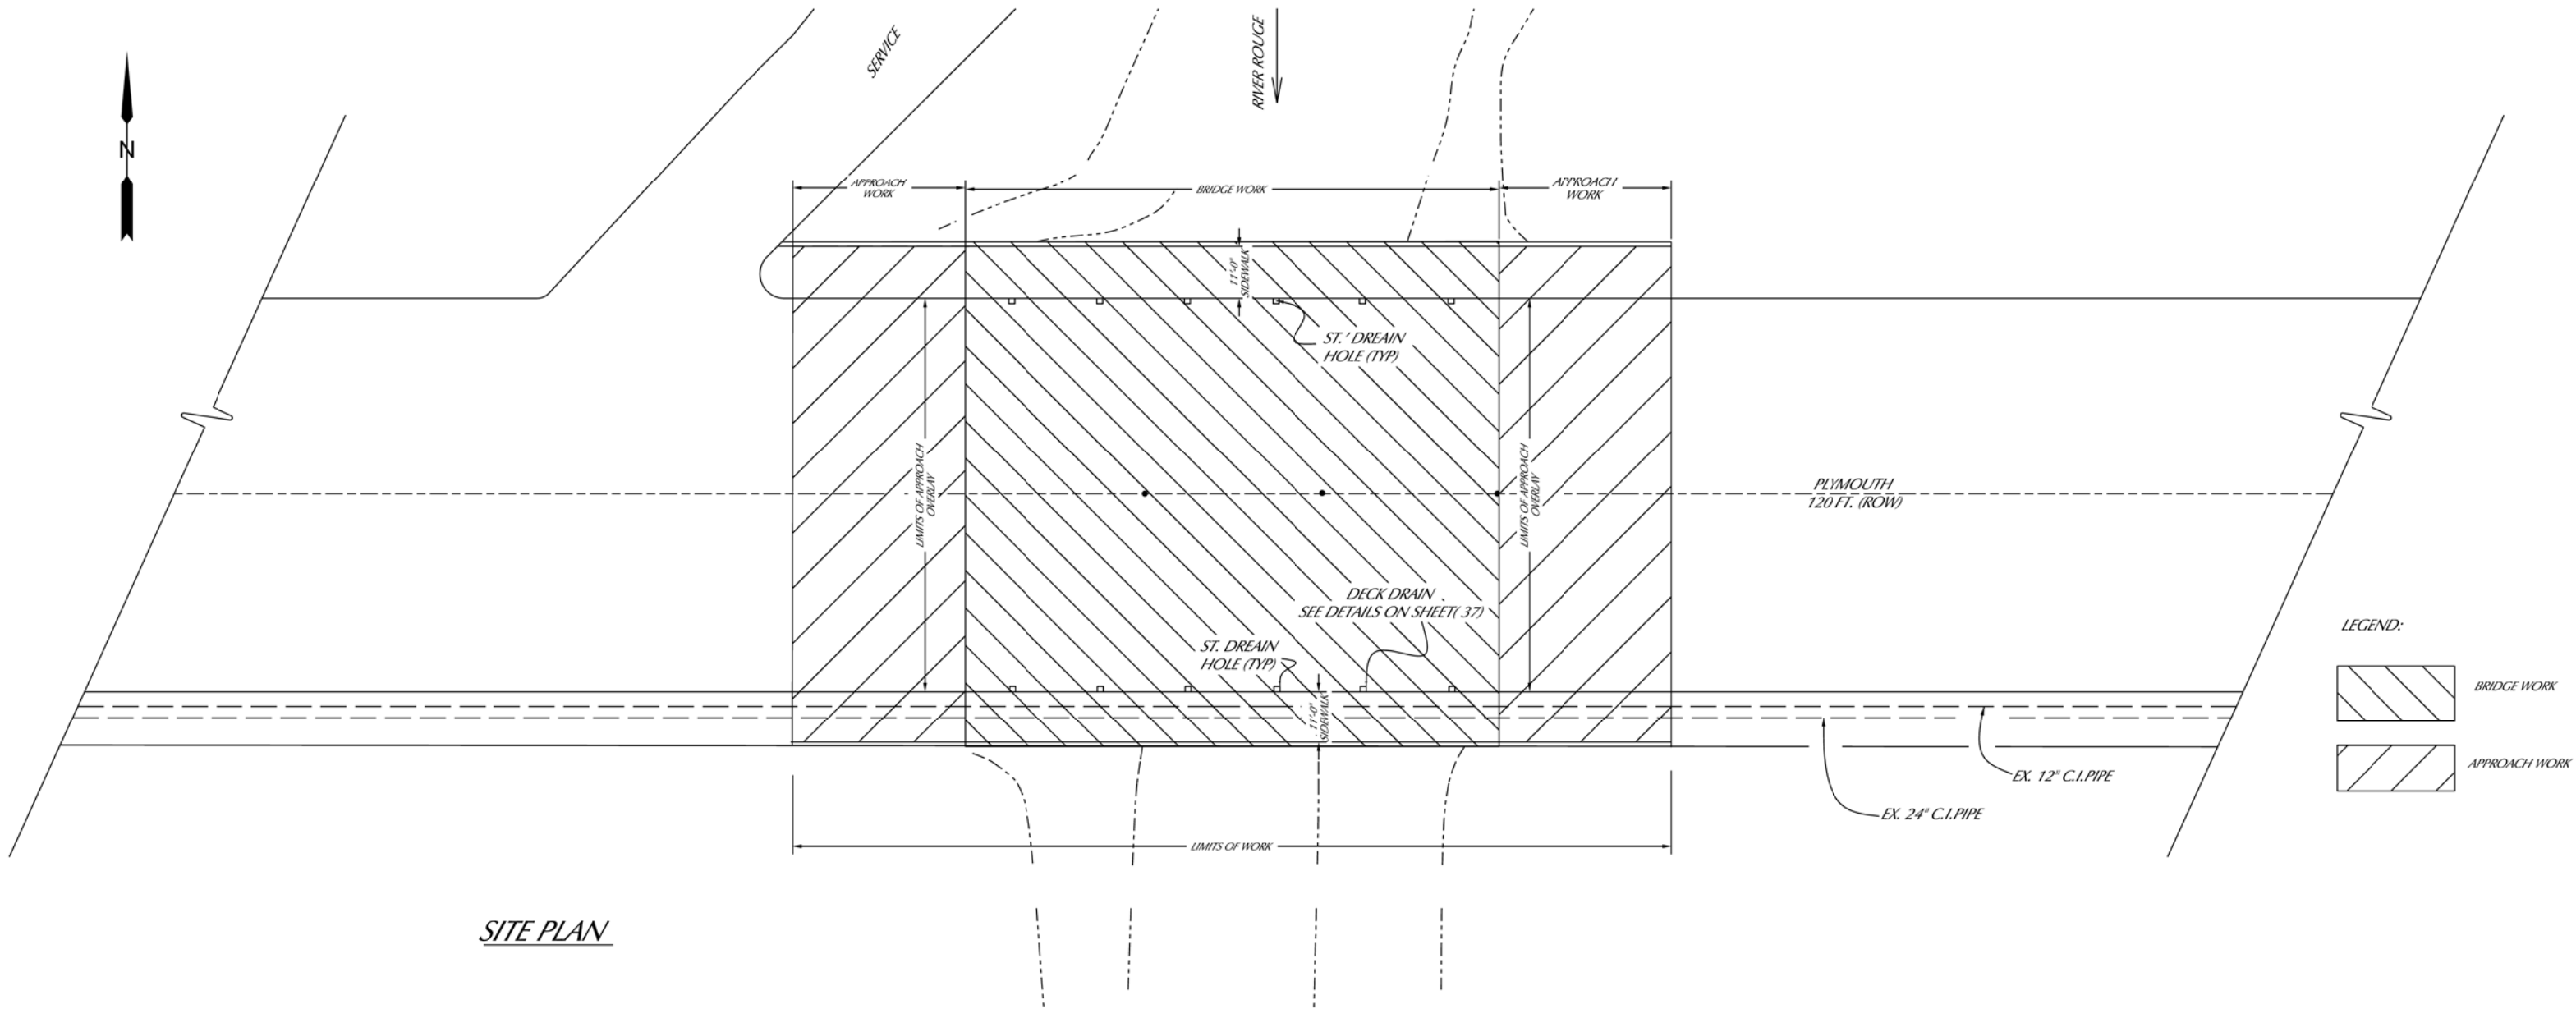 SERVICE
RIVER ROUGE
N
APPROACH
WORK
BRIDGE WORK
APPROACH
WORK
11'-0"
SIDEWALK
ST.' DREAIN
HOLE (TYP)
LIMITS OF APPROACH
OVERLAY
LIMITS OF APPROACH
OVERLAY
PLYMOUTH
120 FT. (ROW)
DECK DRAIN
SEE DETAILS ON SHEET( 37)
ST. DREAIN
HOLE (TYP)
11'-0"
SIDEWALK
LEGEND:
BRIDGE WORK
APPROACH WORK
EX. 12" C.I.PIPE
EX. 24" C.I.PIPE
LIMITS OF WORK
SITE PLAN